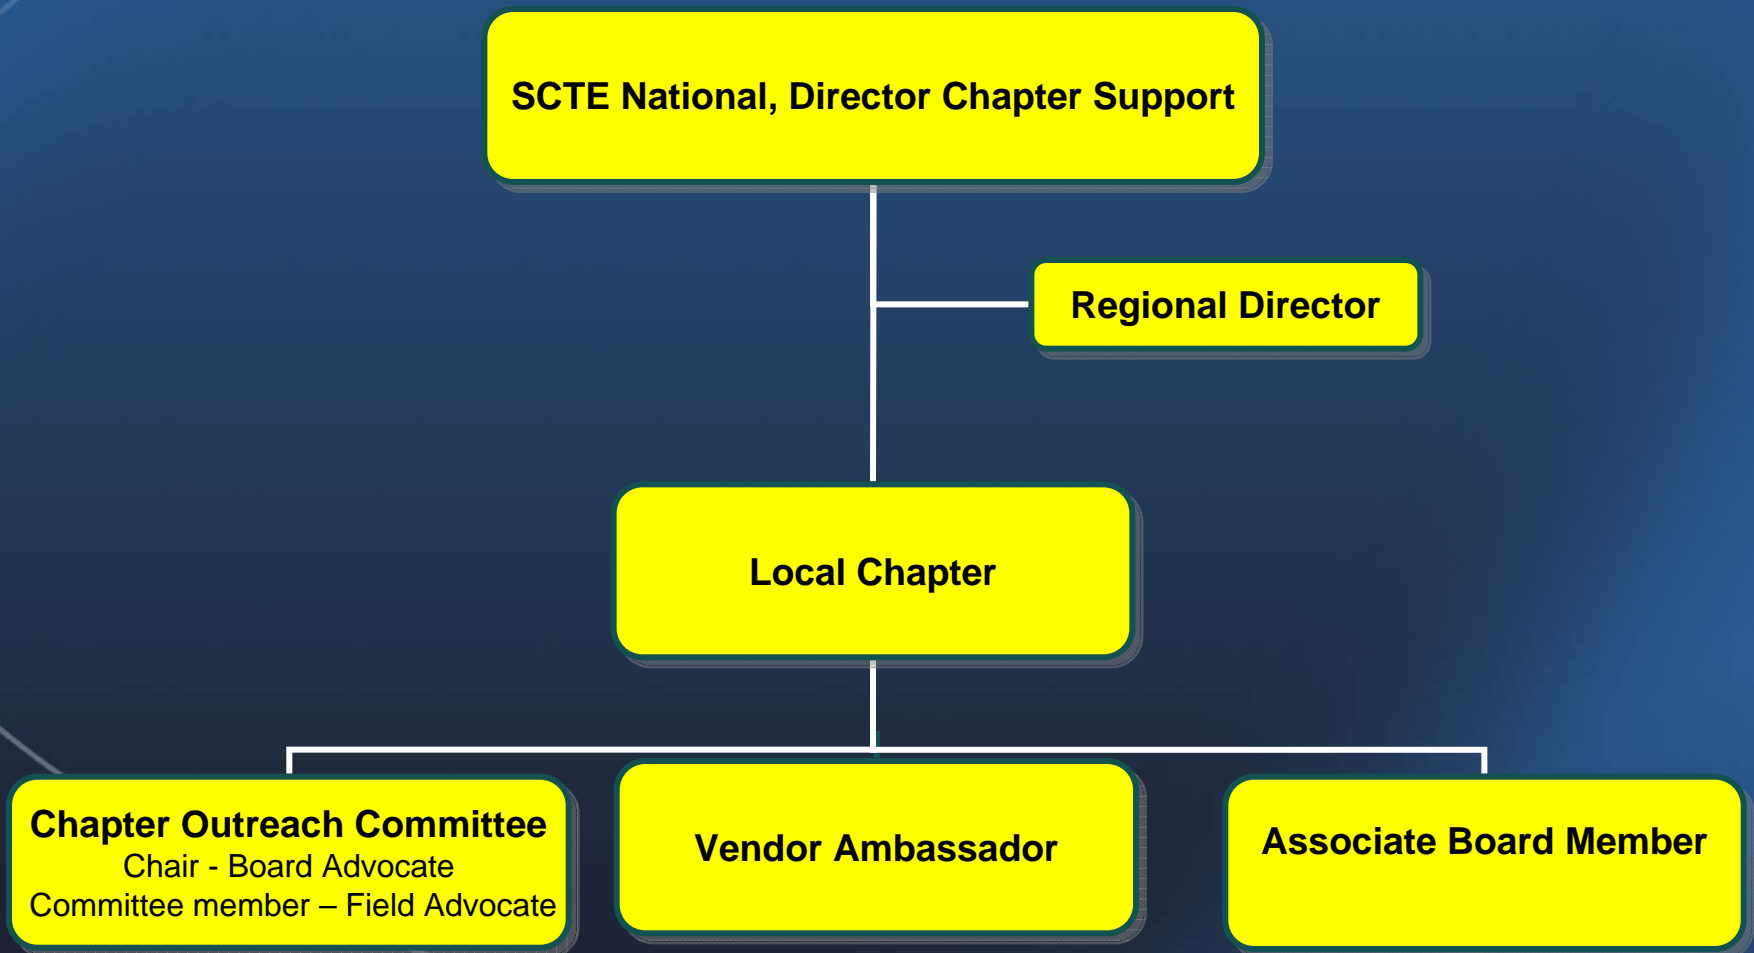 SCTE National, Director Chapter Support
Regional Director
Local Chapter
Chapter Outreach Committee
Chair - Board Advocate
Committee member – Field Advocate
Vendor Ambassador
Associate Board Member